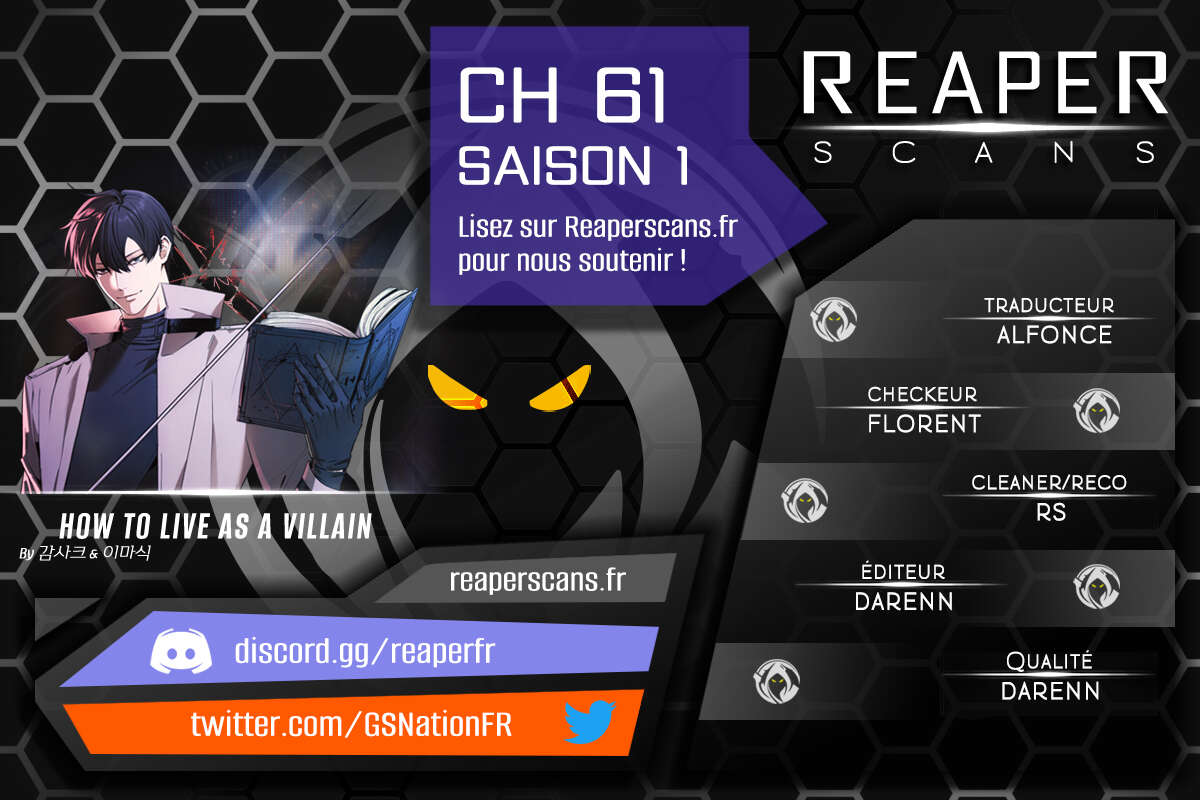 CH 61
SAISON 1
Lisez sur Reaperscans.fr
pour nous soutenir !
REAPER
SCANS
TRADUCTEUR
ALFONCE
CHECKEUR
FLORENT
CLEANER/RECO
RS
ÉDITEUR
DARENN
QUALITÉ
DARENN
HOW TO LIVE AS A VILLAIN
By 감사크 & 이마식
reaperscans.fr
discord.gg/reaperfr
twitter.com/GSNationFR